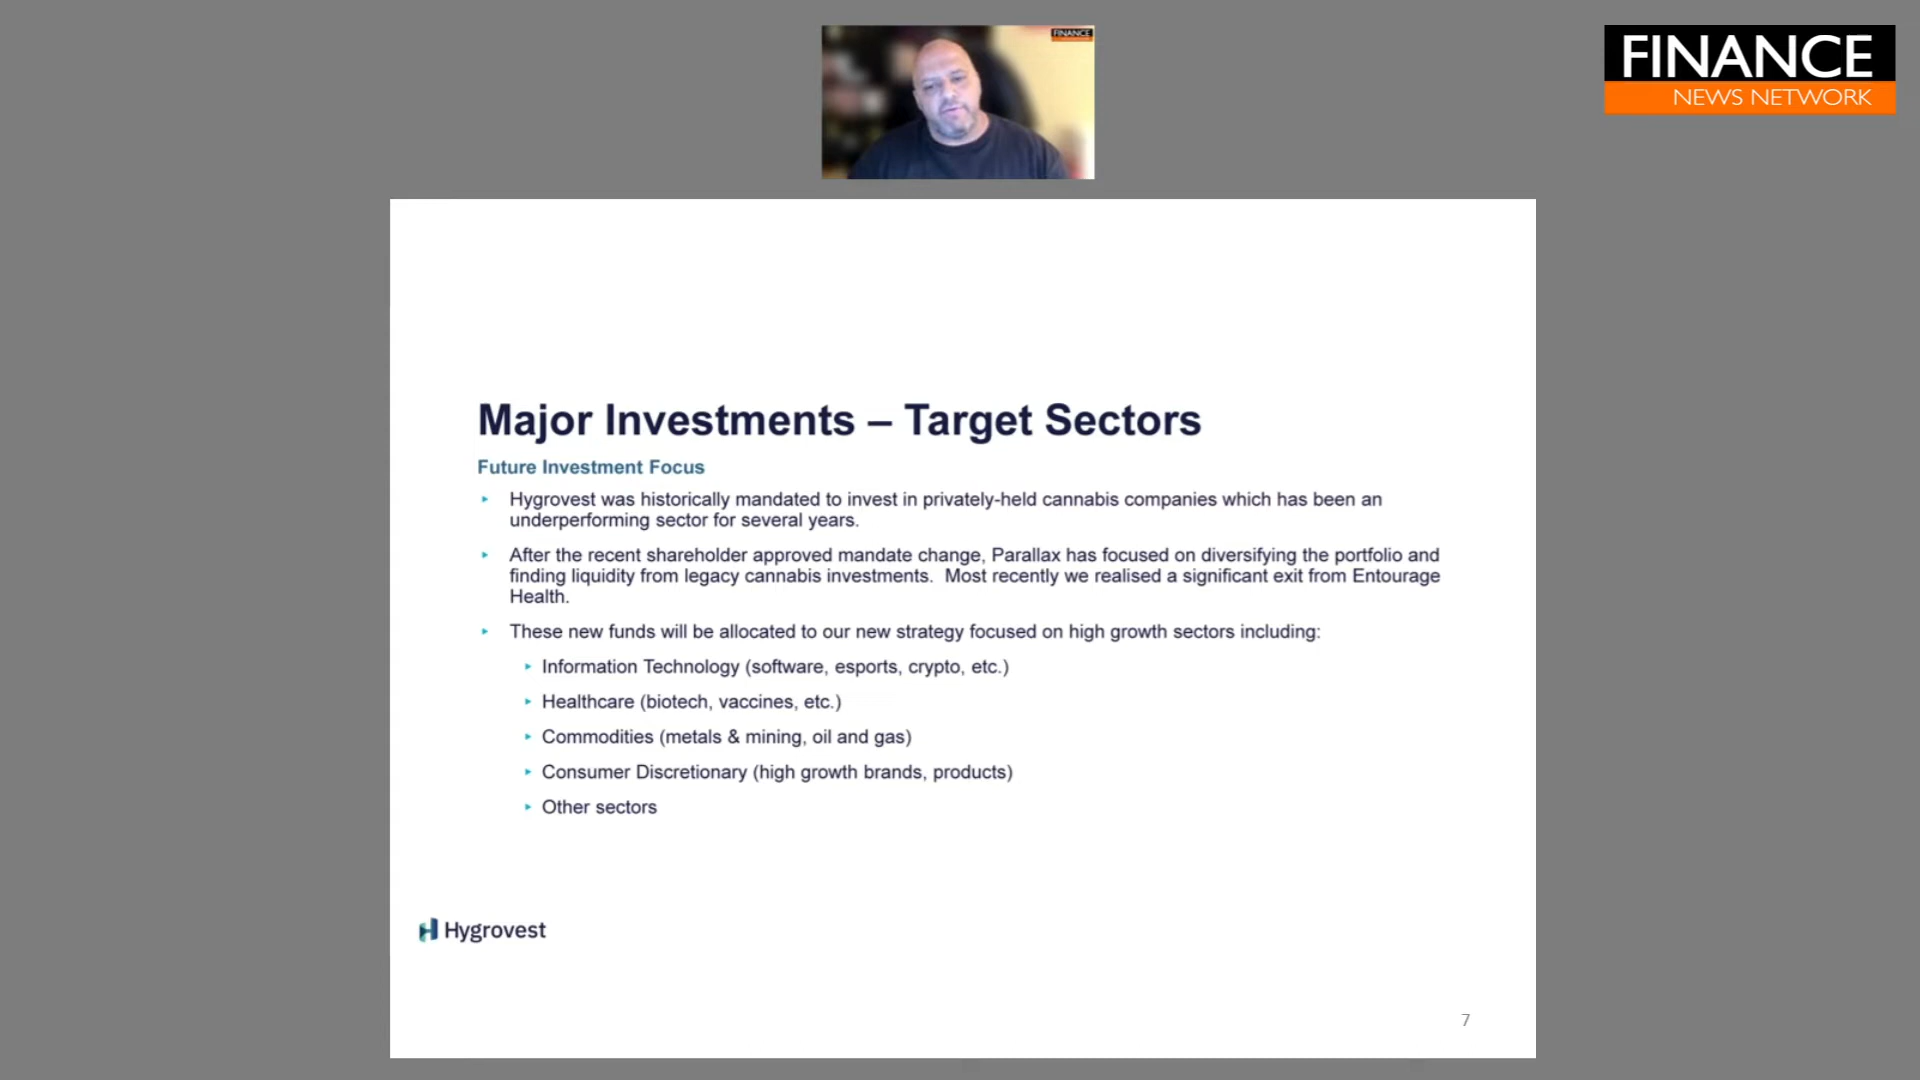 FINANCE
FINANCE
NEWS NETWORK
Major Investments – Target Sectors
Future Investment Focus
Hygrovest was historically mandated to invest in privately-held cannabis companies which has been an
underperforming sector for several years.
After the recent shareholder approved mandate change, Parallax has focused on diversifying the portfolio and
finding liquidity from legacy cannabis investments.  Most recently we realised a significant exit from Entourage
Health.
These new funds will be allocated to our new strategy focused on high growth sectors including:
Information Technology (software, esports, crypto, etc.)
Healthcare (biotech, vaccines, etc.)
Commodities (metals & mining, oil and gas)
Consumer Discretionary (high growth brands, products)
Other sectors
Hygrovest
7